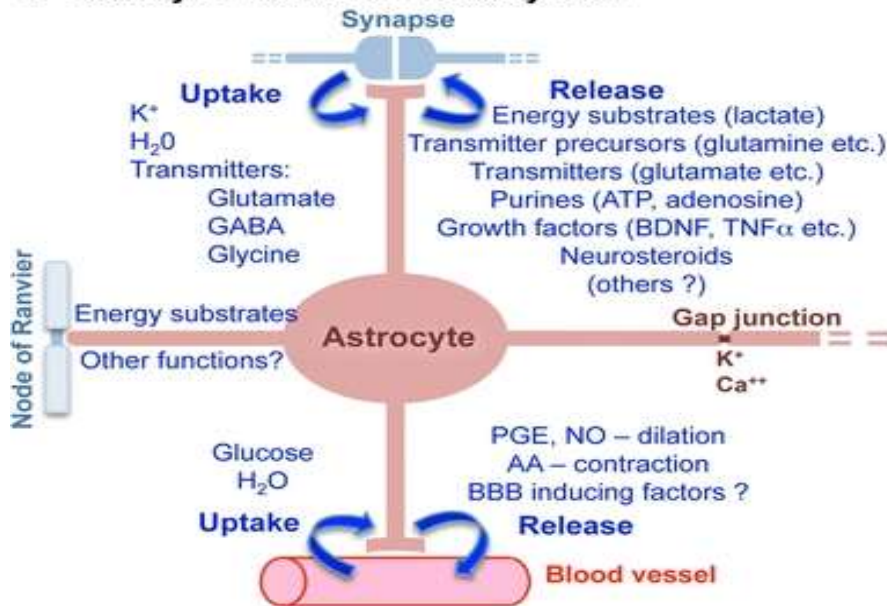 Synapse
Uptake
K⁺
H₂0
Transmitters:
Glutamate
GABA
Glycine
Release
Energy substrates (lactate)
Transmitter precursors (glutamine etc.)
Transmitters (glutamate etc.)
Purines (ATP, adenosine)
Growth factors (BDNF, TNFα etc.)
Neurosteroids
(others ?)
Node of Ranvier
Energy substrates
Other functions?
Astrocyte
Gap junction
K⁺
Ca⁺⁺
Glucose
H₂O
Uptake
PGE, NO – dilation
AA – contraction
BBB inducing factors ?
Release
Blood vessel